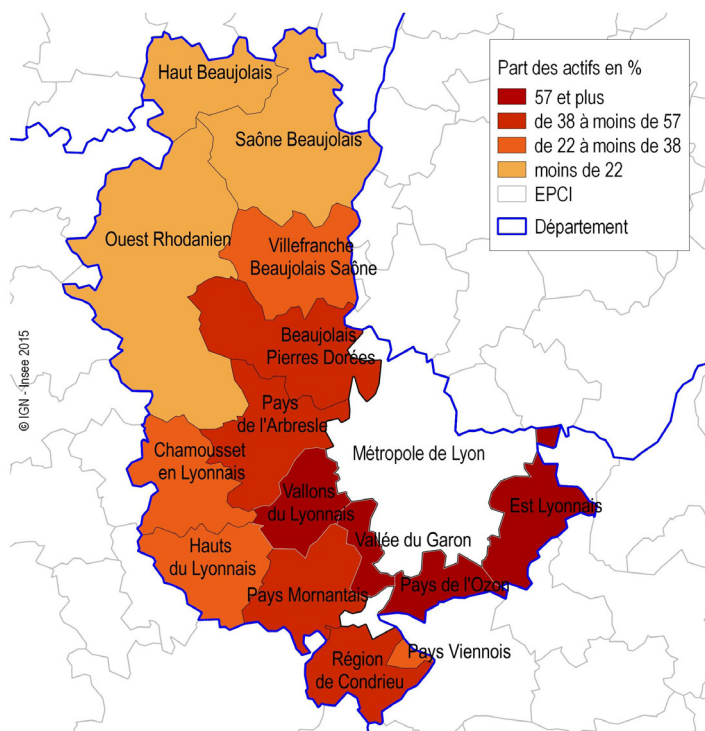 Part des actifs en %
57 et plus
de 38 à moins de 57
de 22 à moins de 38
moins de 22
EPCI
Département
Haut Beaujolais
Saône Beaujolais
Ouest Rhodanien
Villefranche
Beaujolais Saône
Beaujolais
Pierres Dorées
Pays
de l'Arbresle
Chamousset
en Lyonnais
Métropole de Lyon
Vallons
du Lyonnais
Est Lyonnais
Vallée du Garon
Hauts
du Lyonnais
Pays de l'Ozon
Pays Mornantais
Pays Viennois
Région
de Condrieu
© IGN - Insee 2015